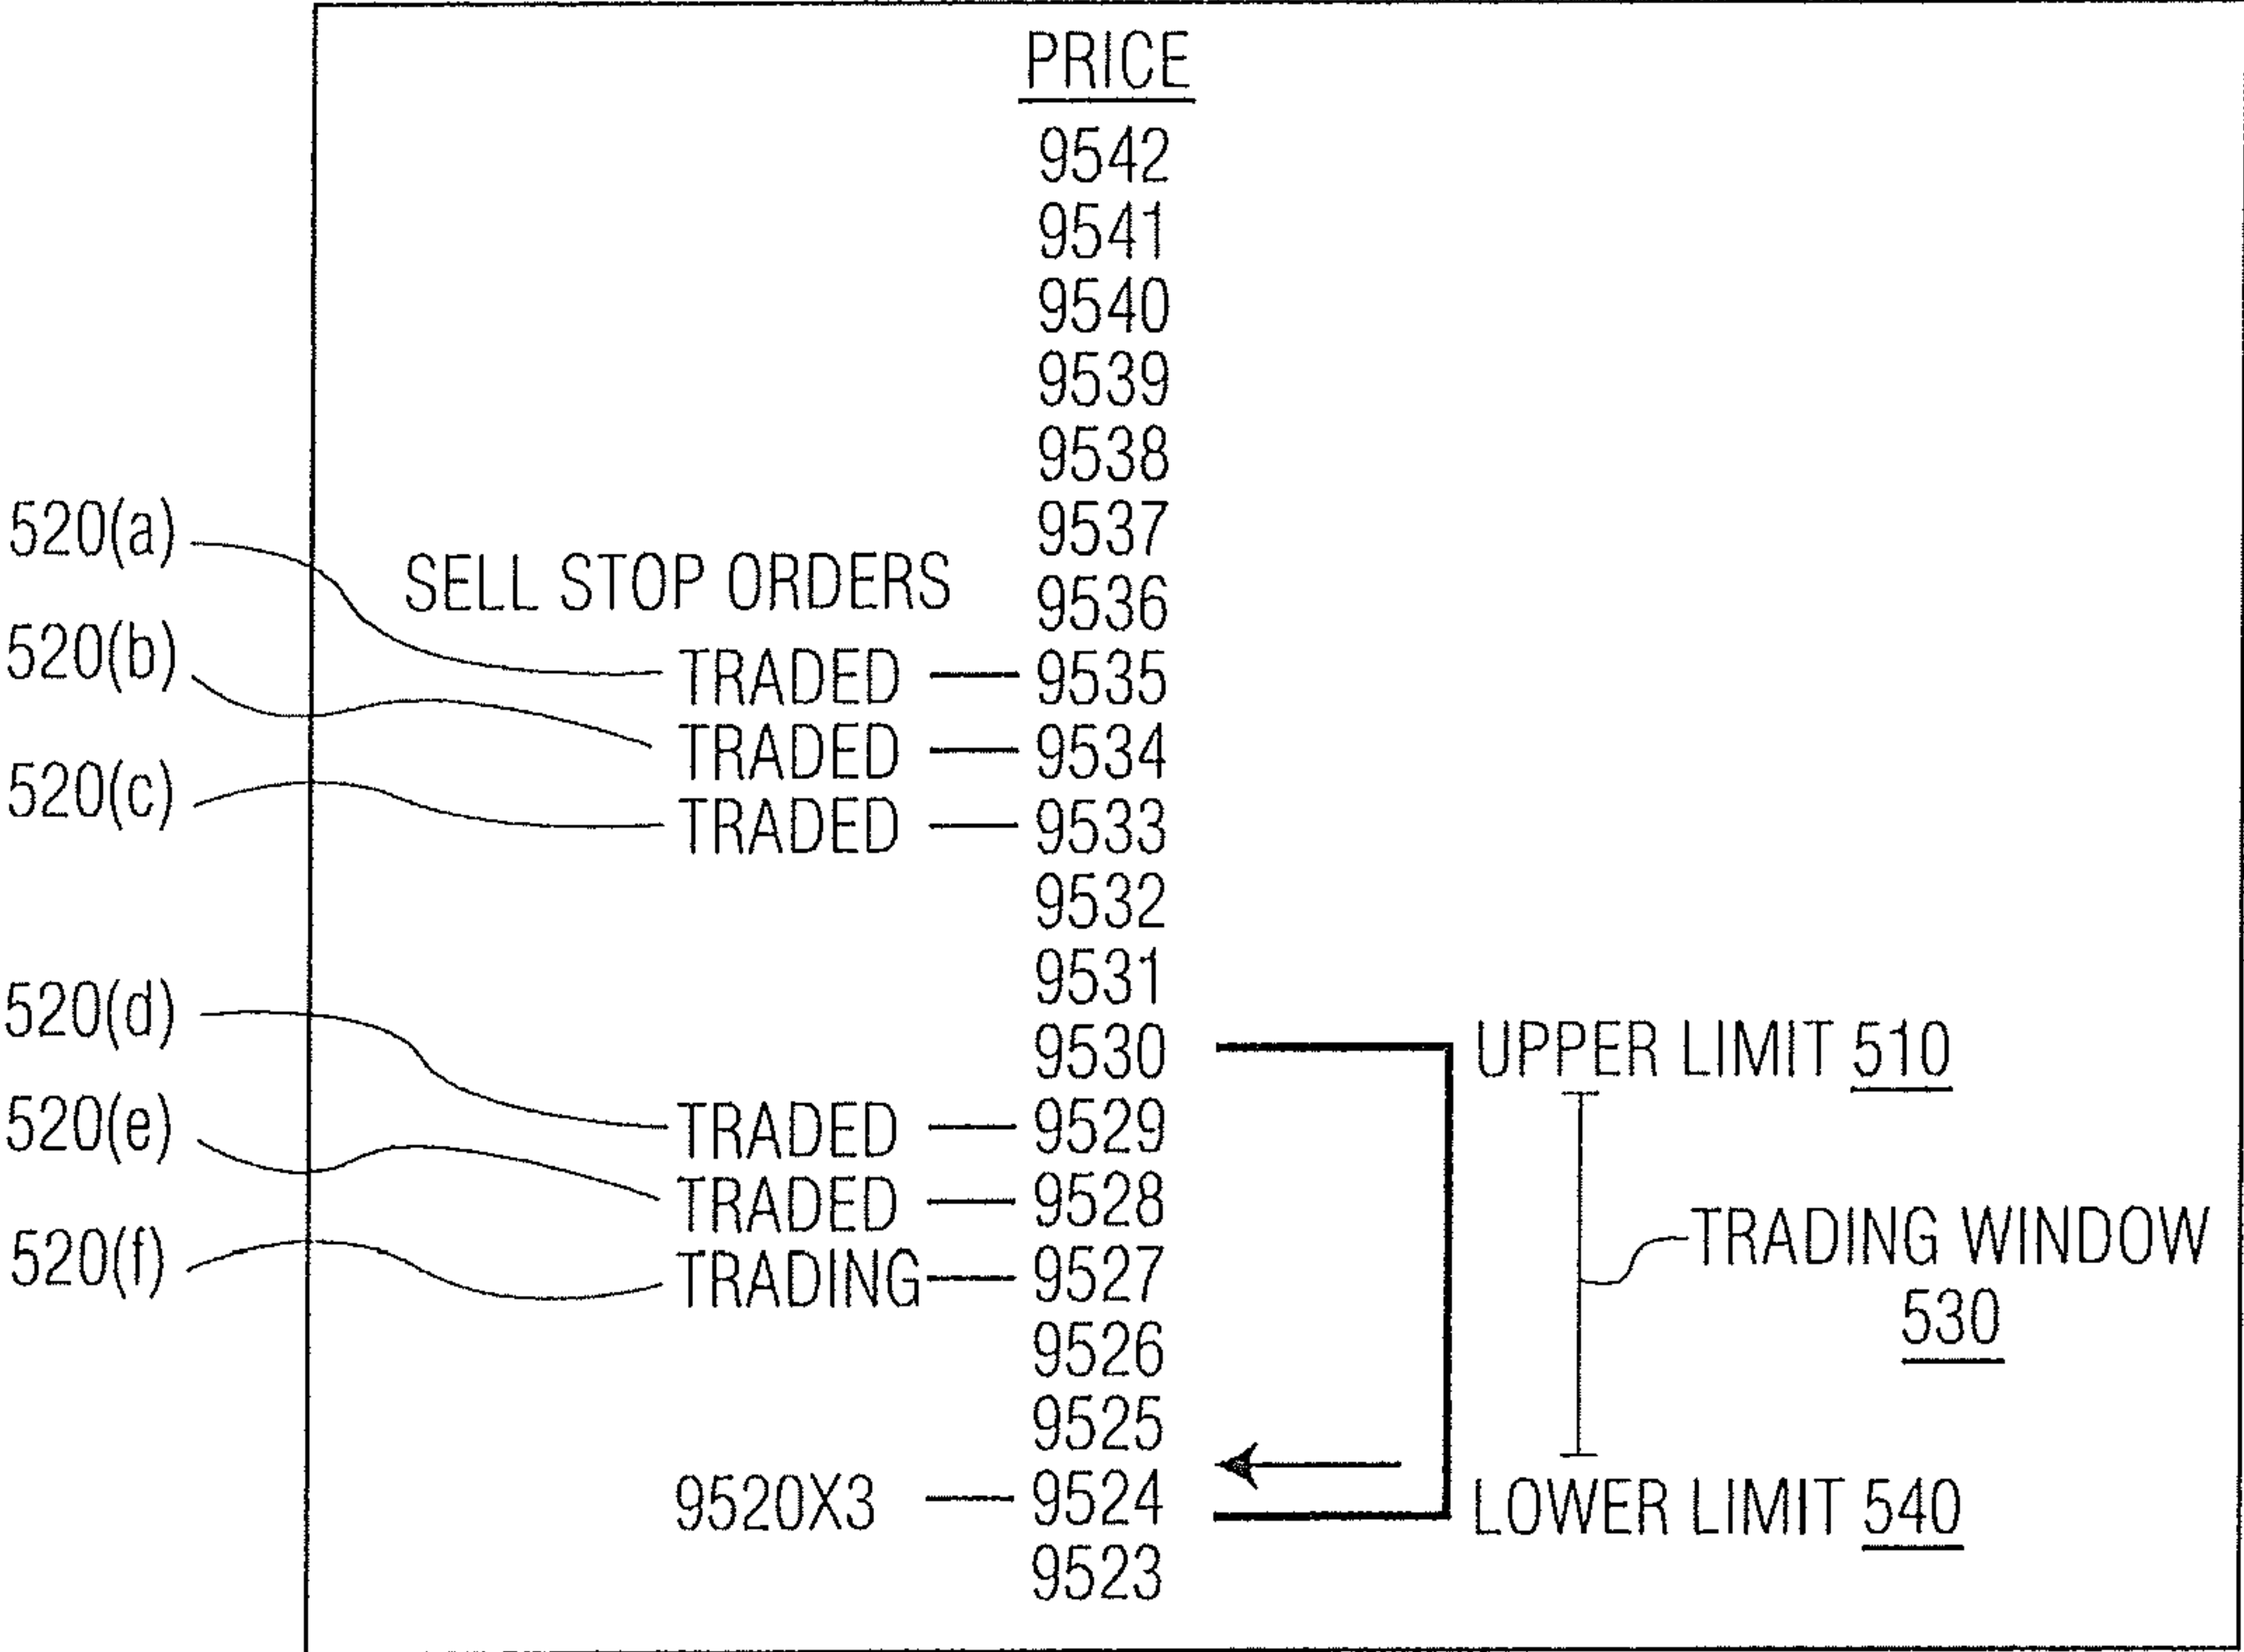 PRICE
9542
9541
9540
9539
9538
520(a)
9537
SELL STOP ORDERS 9536
520(b)
TRADED — 9535
TRADED — 9534
520(c)
TRADED — 9533
9532
9531
520(d)
9530 UPPER LIMIT 510
520(e)
TRADED — 9529
TRADED — 9528
TRADING WINDOW
520(f)
TRADING — 9527
530
9526
9525
9520X3 — 9524 LOWER LIMIT 540
9523